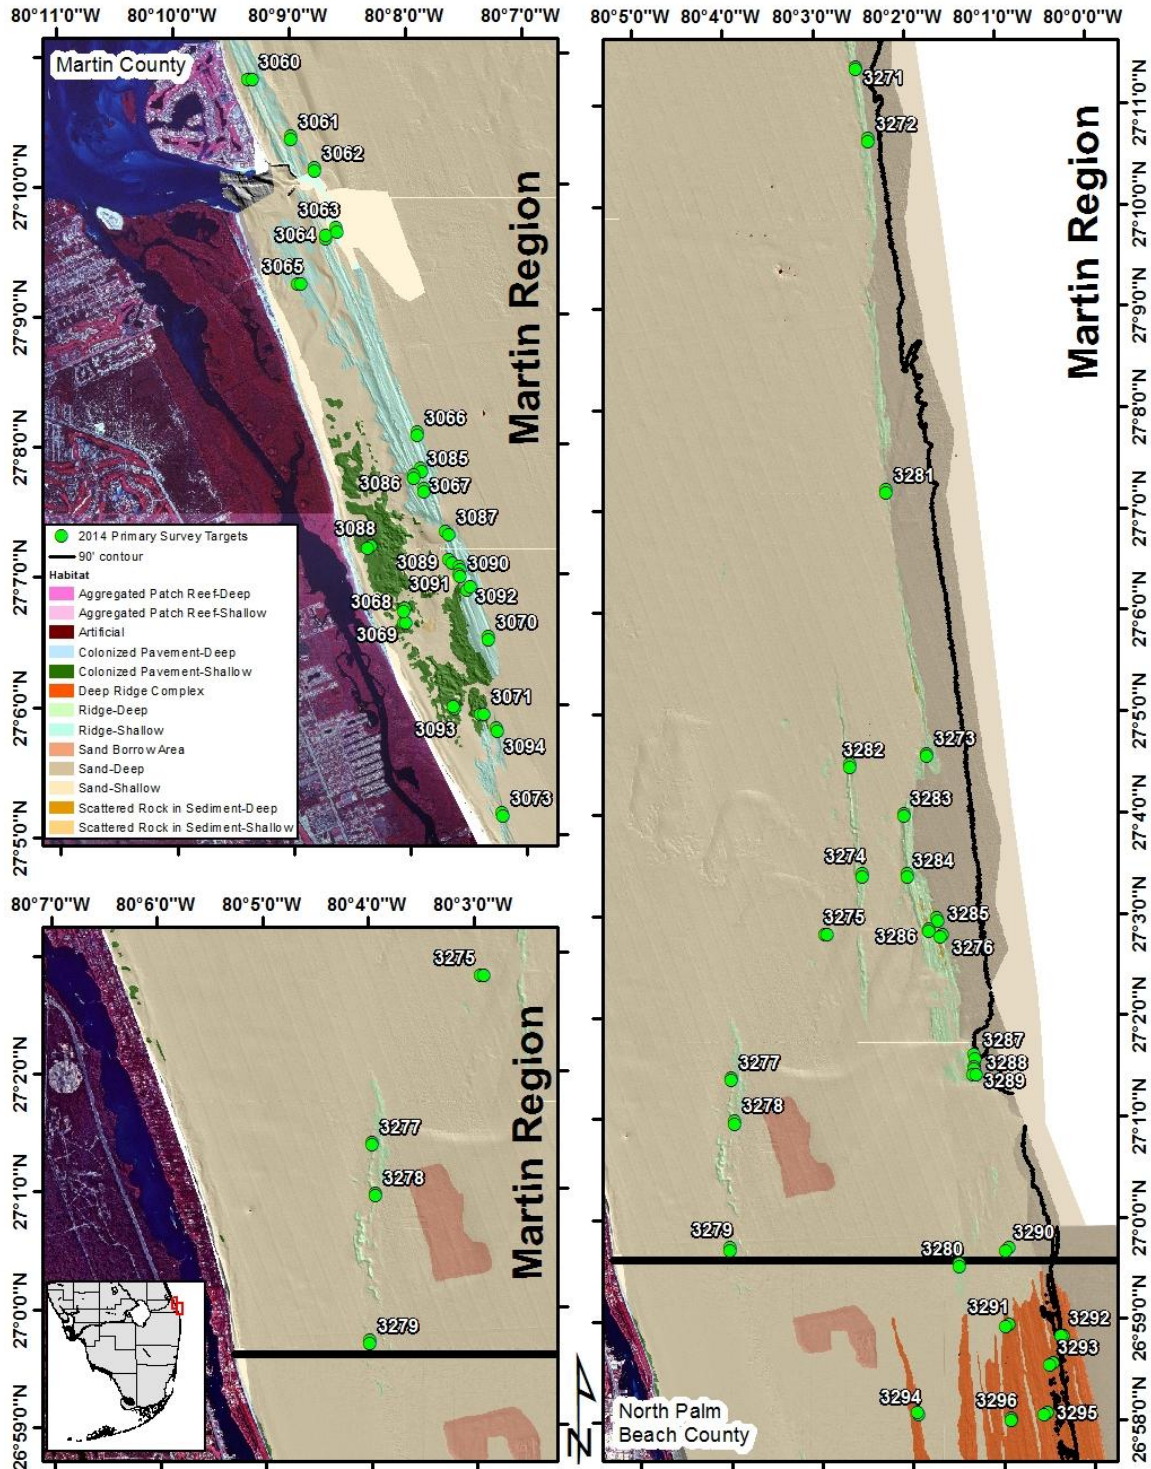 80°11'0"W 80°10'0"W 80°9'0"W 80°8'0"W 80°7'0"W
Martin County
3060
3061
3062
3063
3064
3065
3066
3085
3086
3067
3087
3088
3089
3090
3091
3092
3068
3069
3070
3071
3093
3094
3073
Martin Region
27°10'0"N
27°9'0"N
27°8'0"N
27°7'0"N
27°6'0"N
27°5'0"N
2014 Primary Survey Targets
90' contour
Habitat
Aggregated Patch Reef-Deep
Aggregated Patch Reef-Shallow
Artificial
Colonized Pavement-Deep
Colonized Pavement-Shallow
Deep Ridge Complex
Ridge-Deep
Ridge-Shallow
Sand Borrow Area
Sand-Deep
Sand-Shallow
Scattered Rock in Sediment-Deep
Scattered Rock in Sediment-Shallow
80°7'0"W 80°6'0"W 80°5'0"W 80°4'0"W 80°3'0"W
3275
3277
3278
3279
Martin Region
27°2'0"N
27°1'0"N
27°0'0"N
26°59'0"N
N
80°5'0"W 80°4'0"W 80°3'0"W 80°2'0"W 80°1'0"W 80°0'0"W
3271
3272
3281
3273
3282
3283
3274
3284
3275
3285
3286
3276
3287
3288
3289
3277
3278
3279
3290
3280
3291
3292
3293
3294
3296
3295
Martin Region
North Palm
Beach County
27°11'0"N
27°10'0"N
27°9'0"N
27°8'0"N
27°7'0"N
27°6'0"N
27°5'0"N
27°4'0"N
27°3'0"N
27°2'0"N
27°1'0"N
27°0'0"N
26°59'0"N
26°58'0"N